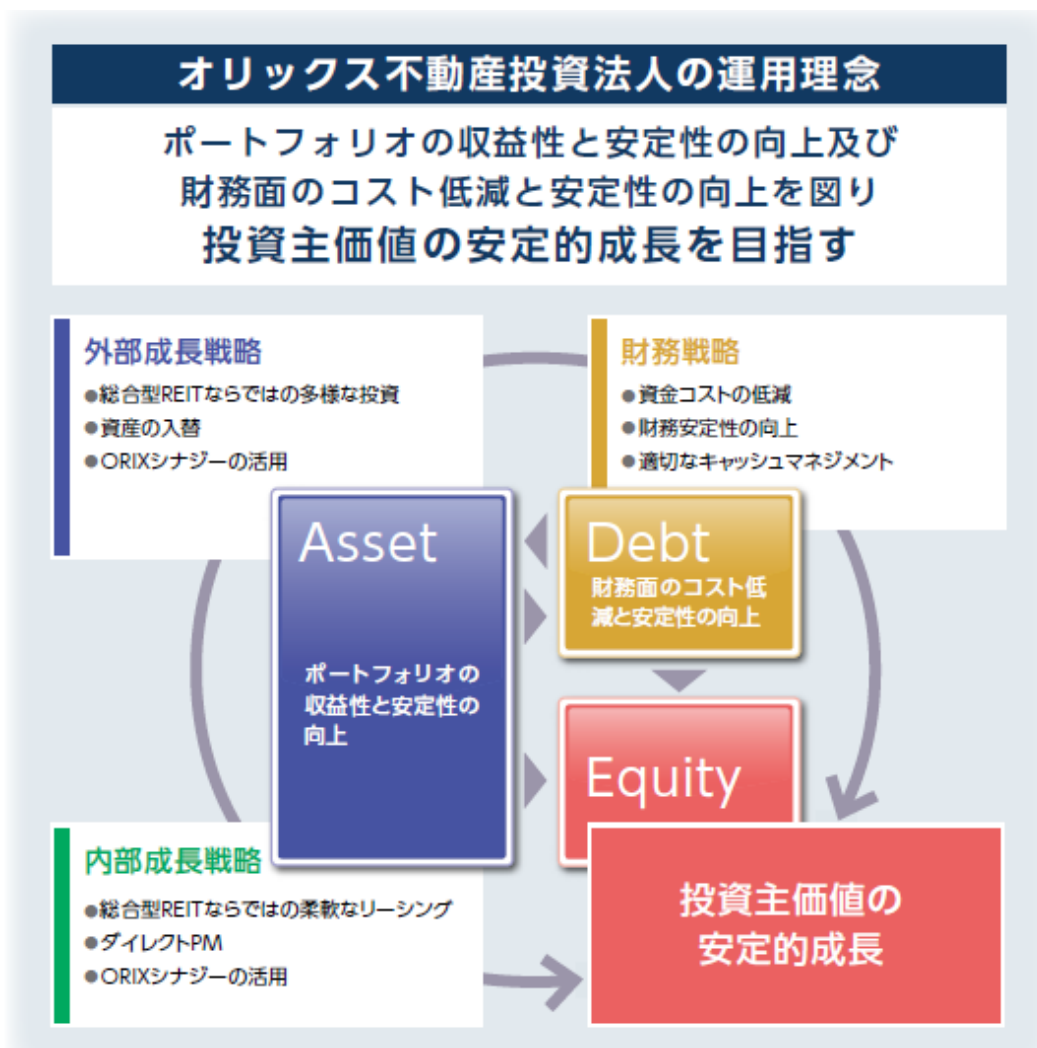 オリックス不動産投資法人の運用理念
ポートフォリオの収益性と安定性の向上及び
財務面のコスト低減と安定性の向上を図り
投資主価値の安定的成長を目指す
外部成長戦略
●総合型REITならではの多様な投資
●資産の入替
●ORIXシナジーの活用
財務戦略
●資金コストの低減
●財務安定性の向上
●適切なキャッシュマネジメント
Asset
ポートフォリオの
収益性と安定性の
向上
Debt
財務面のコスト低
減と安定性の向上
Equity
内部成長戦略
●総合型REITならではの柔軟なリーシング
●ダイレクトPM
●ORIXシナジーの活用
投資主価値の
安定的成長